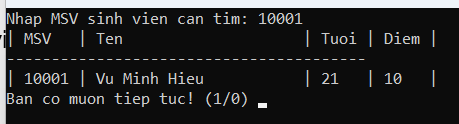 Nhap MSV sinh vien can tim: 10001
| MSV | Ten | Tuoi | Diem |
----------------------------------------
| 10001 | Vu Minh Hieu | 21 | 10 |
Ban co muon tiep tuc! (1/0)